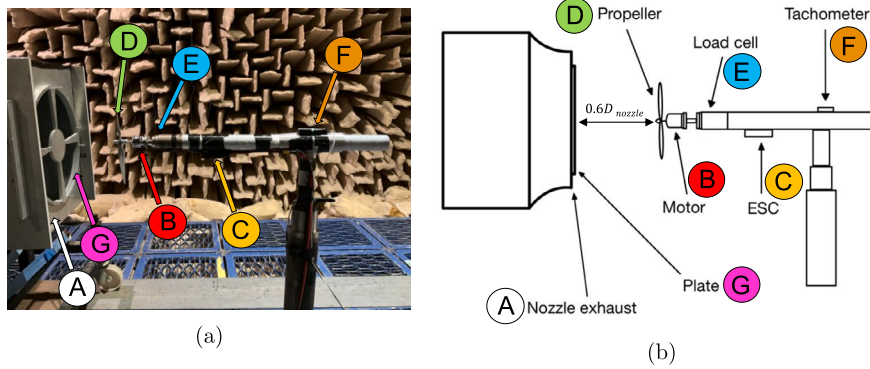 D
E
F
B
C
G
A
(a)
D Propeller
Tachometer
F
Load cell
E
0.6D nozzle
B
Motor
C
ESC
Plate G
A Nozzle exhaust
(b)